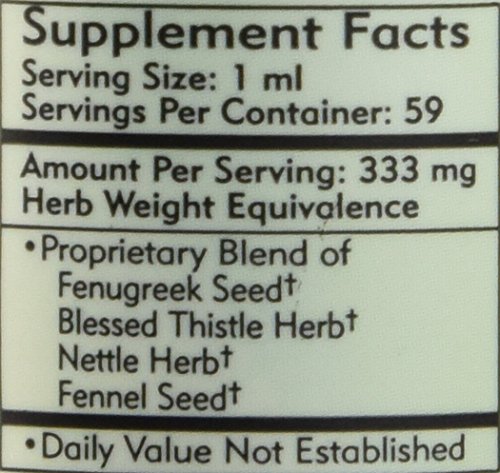 Supplement Facts
Serving Size: 1 ml
Servings Per Container: 59
Amount Per Serving: 333 mg
Herb Weight Equivalence
•Proprietary Blend of
Fenugreek Seed†
Blessed Thistle Herb†
Nettle Herb†
Fennel Seed†
•Daily Value Not Established